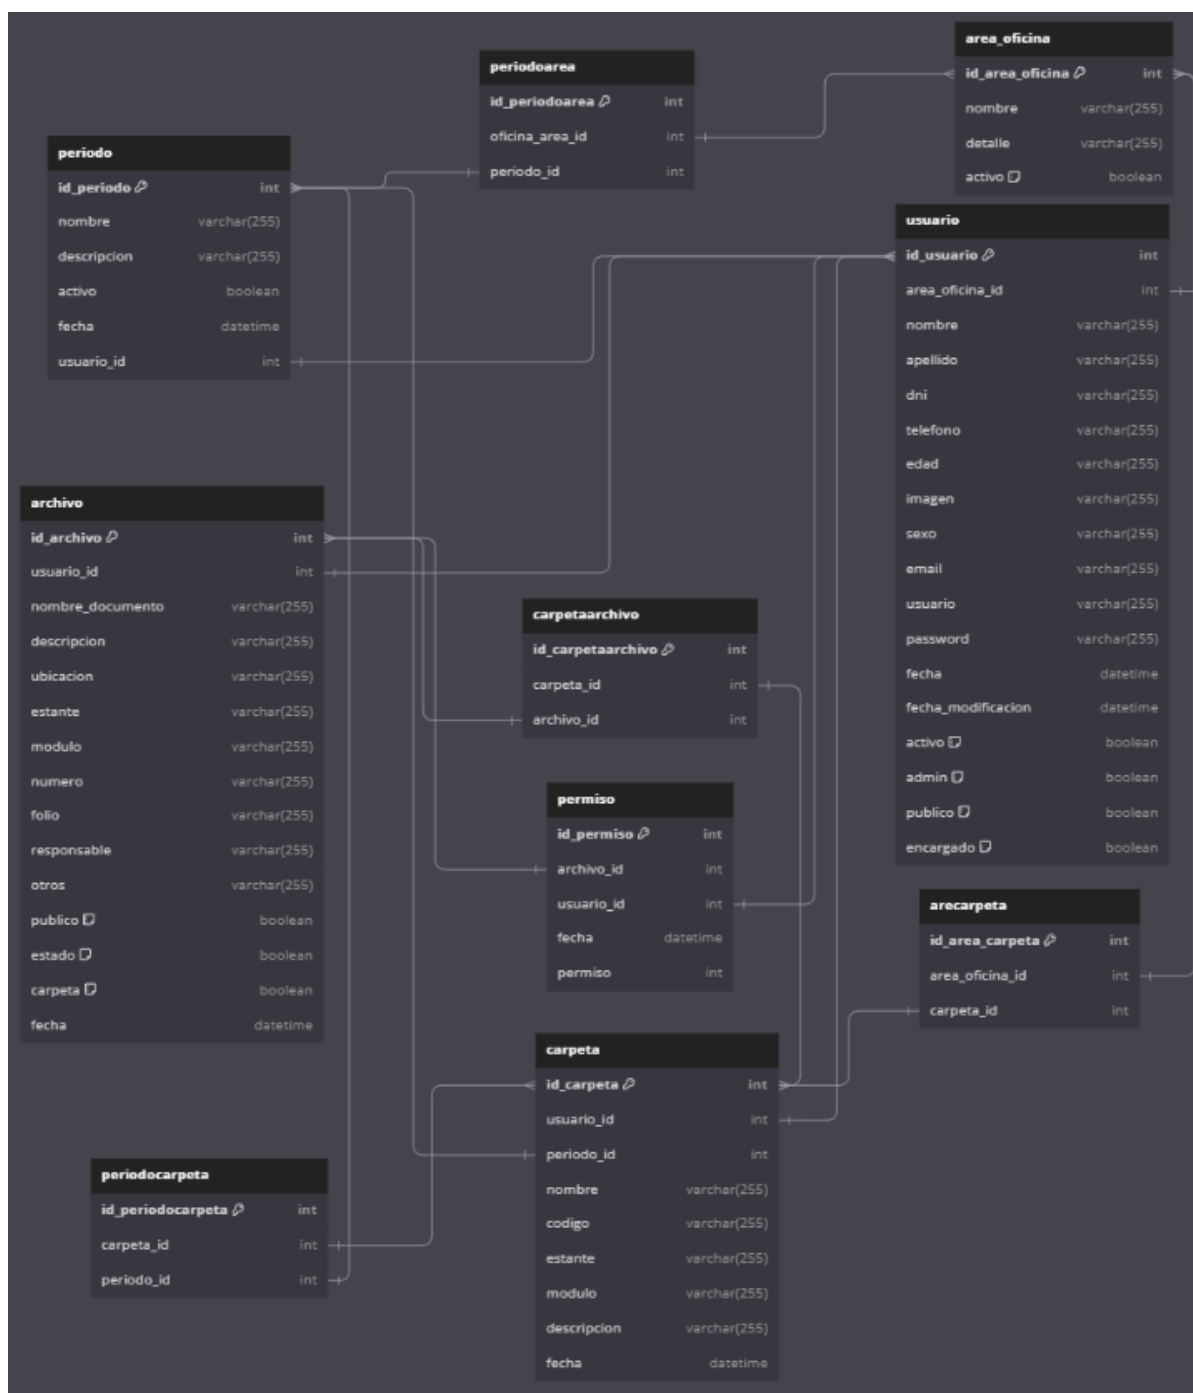 area_oficina
id_area_oficina int
nombre varchar(255)
detalle varchar(255)
activo boolean
periodoarea
id_periodoarea int
oficina_area_id int
periodo_id int
periodo
id_periodo int
nombre varchar(255)
descripcion varchar(255)
activo boolean
fecha datetime
usuario_id int
usuario
id_usuario int
area_oficina_id int
nombre varchar(255)
apellido varchar(255)
dni varchar(255)
telefono varchar(255)
edad varchar(255)
imagen varchar(255)
sexo varchar(255)
email varchar(255)
usuario varchar(255)
password varchar(255)
fecha datetime
fecha_modificacion datetime
activo boolean
admin boolean
publico boolean
encargado boolean
archivo
id_archivo int
usuario_id int
nombre_documento varchar(255)
descripcion varchar(255)
ubicacion varchar(255)
estante varchar(255)
modulo varchar(255)
numero varchar(255)
folio varchar(255)
responsable varchar(255)
otros varchar(255)
publico boolean
estado boolean
carpeta boolean
fecha datetime
carpetaarchivo
id_carpetaarchivo int
carpeta_id int
archivo_id int
permiso
id_permiso int
archivo_id int
usuario_id int
fecha datetime
permiso int
arecarpeta
id_area_carpeta int
area_oficina_id int
carpeta_id int
carpeta
id_carpeta int
usuario_id int
periodo_id int
nombre varchar(255)
codigo varchar(255)
estante varchar(255)
modulo varchar(255)
descripcion varchar(255)
fecha datetime
periodocarpeta
id_periodocarpeta int
carpeta_id int
periodo_id int